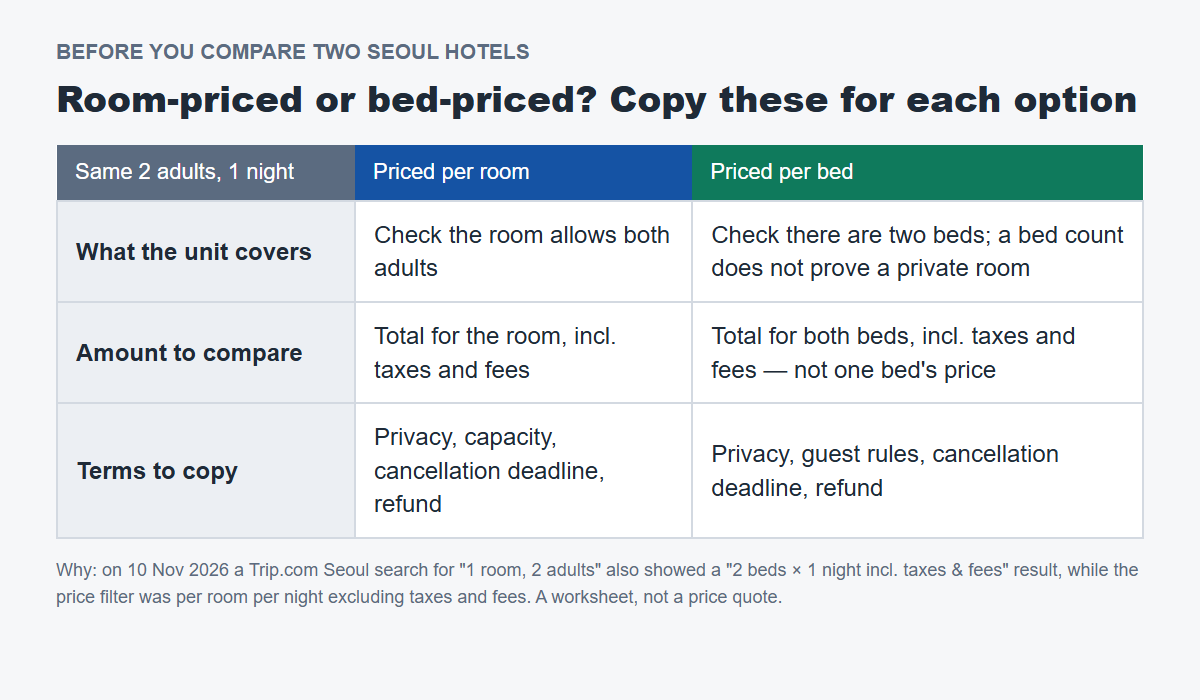 BEFORE YOU COMPARE TWO SEOUL HOTELS
Room-priced or bed-priced? Copy these for each option
Same 2 adults, 1 night
Priced per room
Priced per bed
What the unit covers
Check the room allows both
adults
Check there are two beds; a bed count
does not prove a private room
Amount to compare
Total for the room, incl.
taxes and fees
Total for both beds, incl. taxes and
fees — not one bed's price
Terms to copy
Privacy, capacity,
cancellation deadline,
refund
Privacy, guest rules, cancellation
deadline, refund
Why: on 10 Nov 2026 a Trip.com Seoul search for "1 room, 2 adults" also showed a "2 beds × 1 night incl. taxes & fees" result, while the
price filter was per room per night excluding taxes and fees. A worksheet, not a price quote.